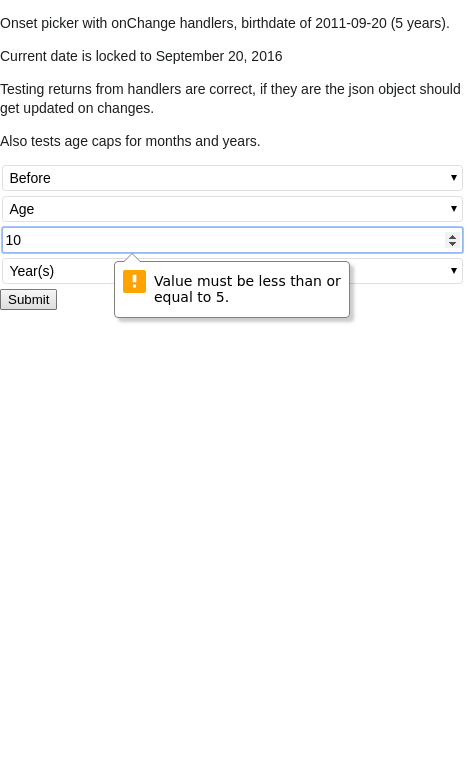 Onset picker with onChange handlers, birthdate of 2011-09-20 (5 years).
Current date is locked to September 20, 2016
Testing returns from handlers are correct, if they are the json object should
get updated on changes.
Also tests age caps for months and years.
Before
Age
10
Year(s)
Value must be less than or
equal to 5.
Submit